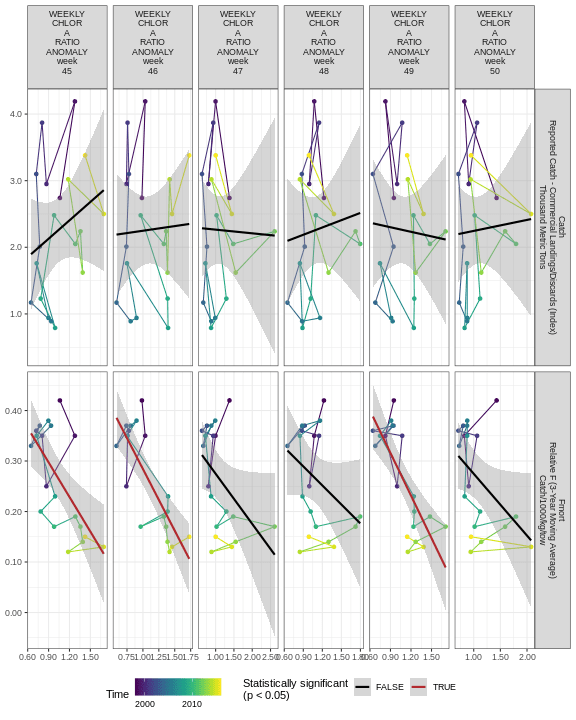 WEEKLY
CHLOR
A
RATIO
ANOMALY
week
45
WEEKLY
CHLOR
A
RATIO
ANOMALY
week
46
WEEKLY
CHLOR
A
RATIO
ANOMALY
week
47
WEEKLY
CHLOR
A
RATIO
ANOMALY
week
48
WEEKLY
CHLOR
A
RATIO
ANOMALY
week
49
WEEKLY
CHLOR
A
RATIO
ANOMALY
week
50
4.0
3.0
2.0
1.0
Catch
Reported Catch - Commercial Landings/Discards (Index)
Thousand Metric Tons
0.40
0.30
0.20
0.10
0.00
Fmort
Relative F (3-Year Moving Average)
Catch/1000/kg/tow
0.60 0.90 1.20 1.50
0.75 1.00 1.25 1.50 1.75
1.00 1.50 2.00 2.50
0.60 0.90 1.20 1.50
0.60 0.90 1.20 1.50
1.00 1.50 2.00
Time
2000 2010
Statistically significant
(p < 0.05)
FALSE
TRUE